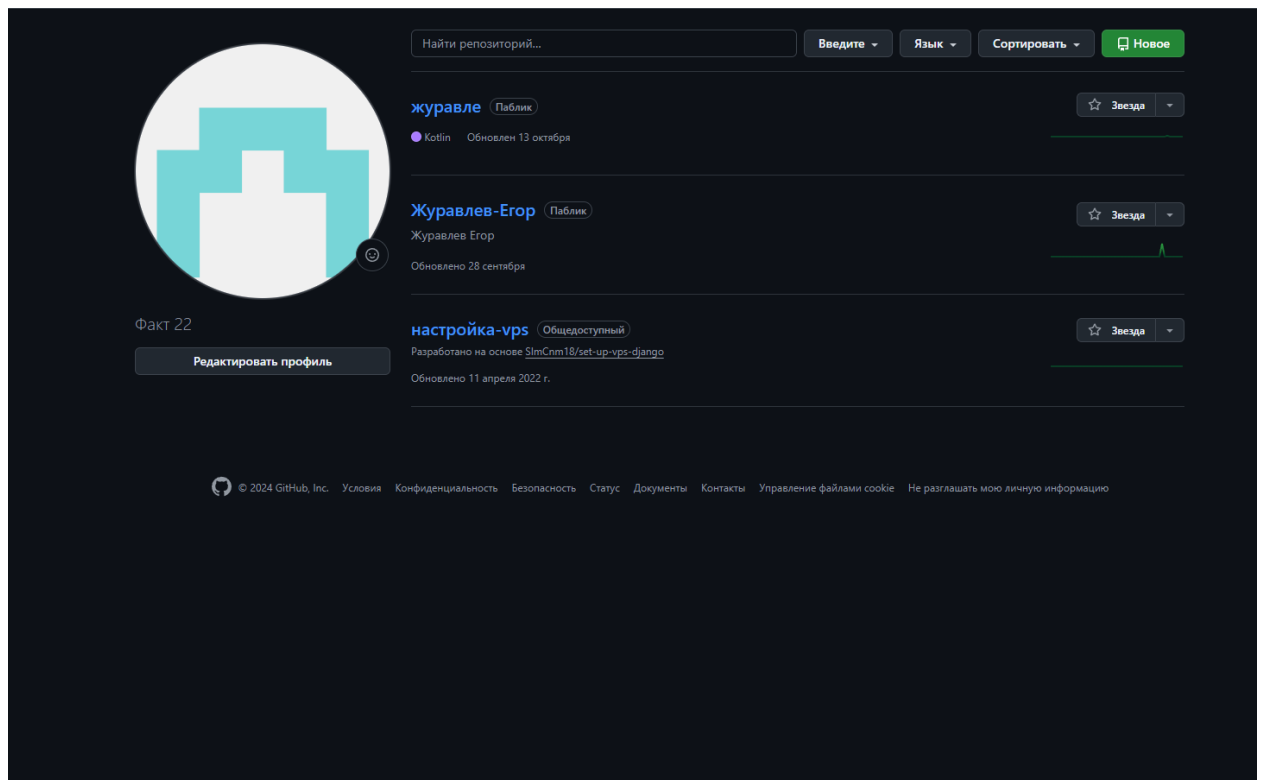 Найти репозиторий...
Введите
Язык
Сортировать
Новое
журавле Паблик
Звезда
Kotlin Обновлен 13 октября
Журавлев-Егор Паблик
Звезда
Журавлев Егор
Обновлено 28 сентября
Факт 22
Редактировать профиль
настройка-vps Общедоступный
Звезда
Разработано на основе SlmCnm18/set-up-vps-django
Обновлено 11 апреля 2022 г.
© 2024 GitHub, Inc. Условия Конфиденциальность Безопасность Статус Документы Контакты Управление файлами cookie Не разглашать мою личную информацию